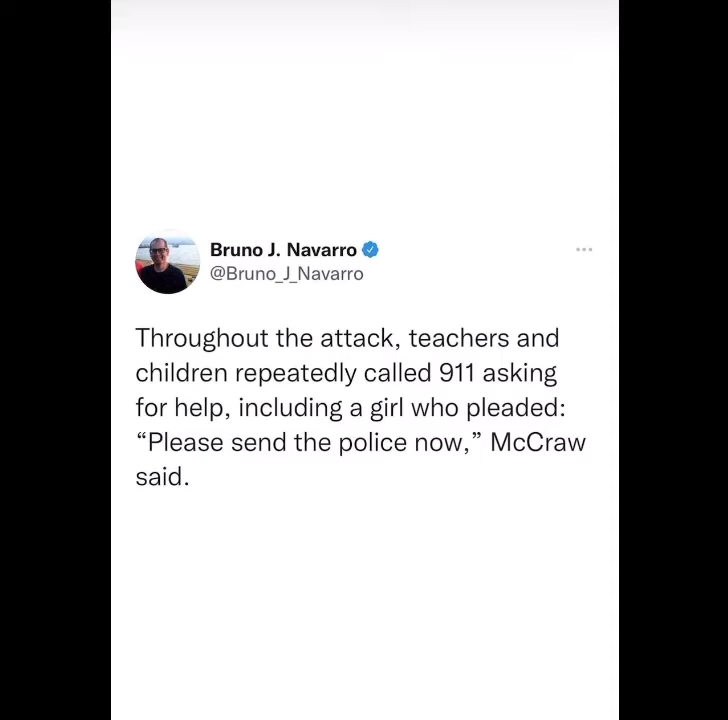 Bruno J. Navarro
@Bruno_J_Navarro
Throughout the attack, teachers and
children repeatedly called 911 asking
for help, including a girl who pleaded:
“Please send the police now,” McCraw
said.